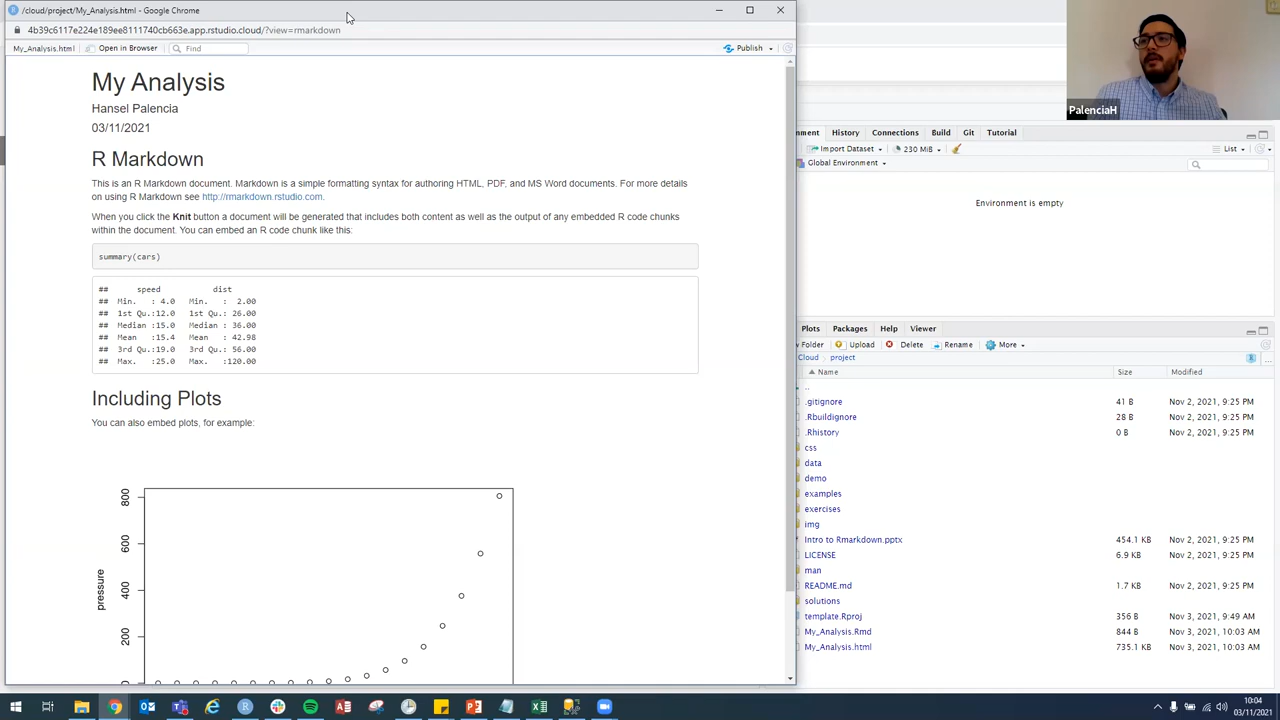 /cloud/project/My_Analysis.html - Google Chrome
4b39c6117e224e189ee8111740cb663e.app.rstudio.cloud/?view=rmarkdown
My_Analysis.html Open in Browser Find Publish
My Analysis
Hansel Palencia
03/11/2021
R Markdown
This is an R Markdown document. Markdown is a simple formatting syntax for authoring HTML, PDF, and MS Word documents. For more details
on using R Markdown see http://rmarkdown.rstudio.com.
When you click the Knit button a document will be generated that includes both content as well as the output of any embedded R code chunks
within the document. You can embed an R code chunk like this:
summary(cars)
## speed dist
## Min. : 4.0 Min. : 2.00
## 1st Qu.:12.0 1st Qu.: 26.00
## Median :15.0 Median : 36.00
## Mean :15.4 Mean : 42.98
## 3rd Qu.:19.0 3rd Qu.: 56.00
## Max. :25.0 Max. :120.00
Including Plots
You can also embed plots, for example:
800
600
400
200
0
pressure
PalenciaH
nment History Connections Build Git Tutorial
Import Dataset 230 MiB List
Global Environment
Environment is empty
Plots Packages Help Viewer
Folder Upload Delete Rename More
Cloud project R ...
Name Size Modified
..
.gitignore 41 B Nov 2, 2021, 9:25 PM
.Rbuildignore 28 B Nov 2, 2021, 9:25 PM
.Rhistory 0 B Nov 2, 2021, 9:25 PM
css
data
demo
examples
exercises
img
Intro to Rmarkdown.pptx 454.1 KB Nov 2, 2021, 9:25 PM
LICENSE 6.9 KB Nov 2, 2021, 9:25 PM
man
README.md 1.7 KB Nov 2, 2021, 9:25 PM
solutions
template.Rproj 356 B Nov 3, 2021, 9:49 AM
My_Analysis.Rmd 844 B Nov 3, 2021, 10:03 AM
My_Analysis.html 735.1 KB Nov 3, 2021, 10:03 AM
10:04
03/11/2021